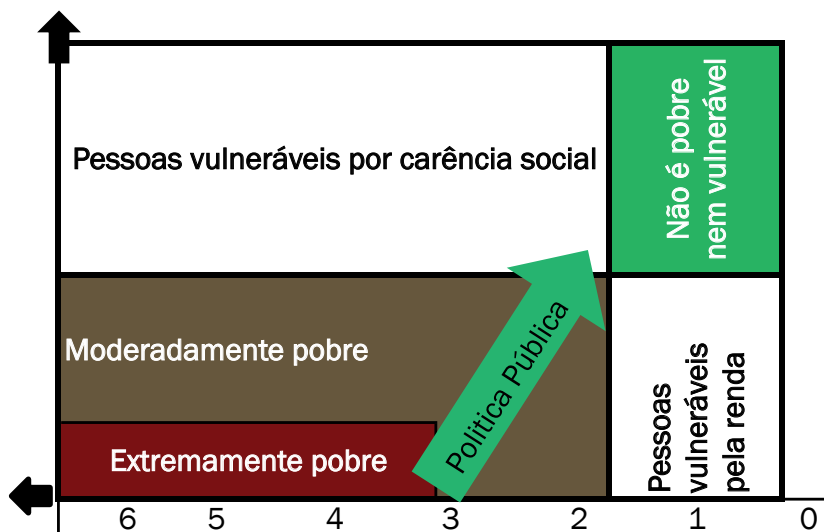 Pessoas vulneráveis por carência social
Não é pobre
nem vulnerável
Moderadamente pobre
Extremamente pobre
Politica Pública
Pessoas
vulneráveis
pela renda
6 5 4 3 2 1 0